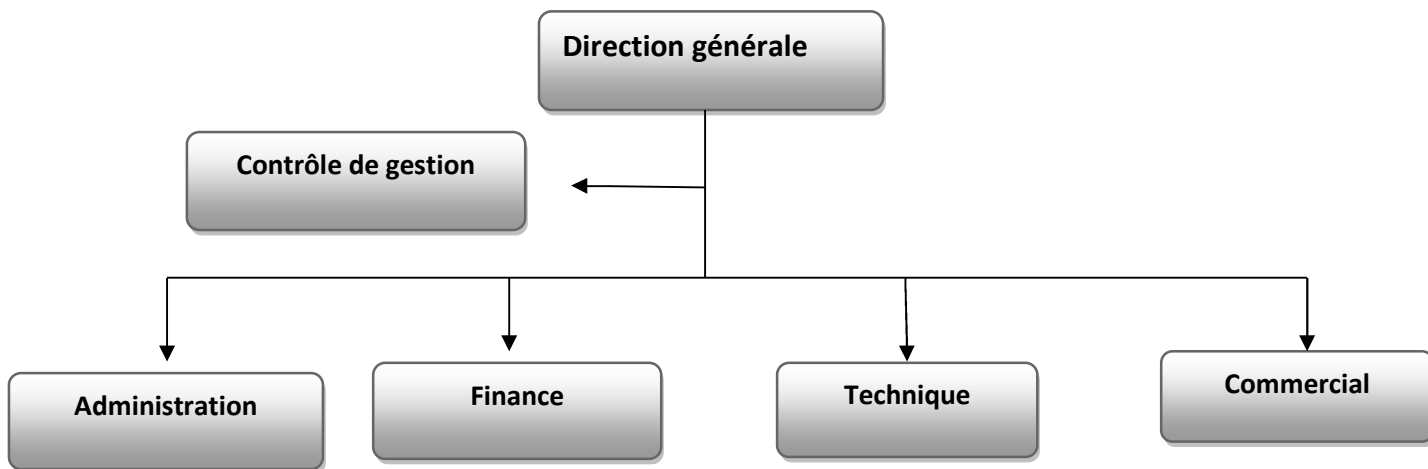 Direction générale
Contrôle de gestion
Administration
Finance
Technique
Commercial